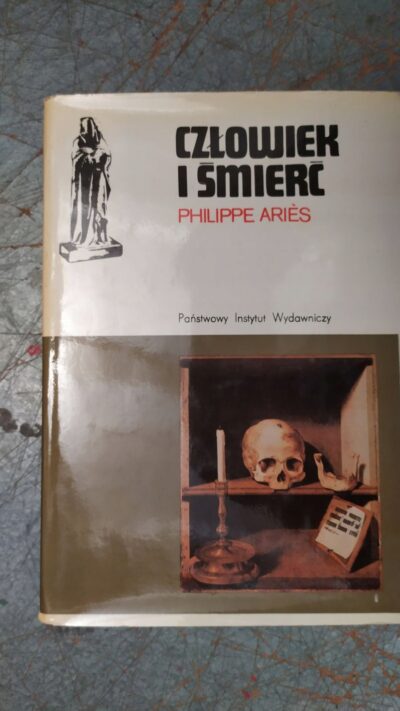 CZŁOWIEK
I ŚMIERĆ
PHILIPPE ARIÈS
Państwowy Instytut Wydawniczy